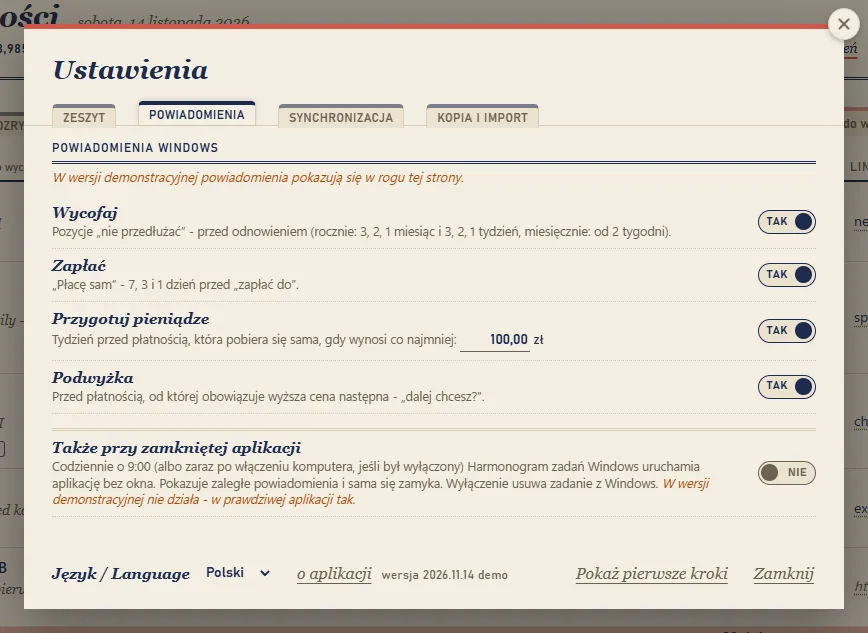 ości sobota, 14 listopada 2026
Ustawienia
ZESZYT POWIADOMIENIA SYNCHRONIZACJA KOPIA I IMPORT
POWIADOMIENIA WINDOWS
W wersji demonstracyjnej powiadomienia pokazują się w rogu tej strony.
Wycofaj
Pozycje „nie przedłużać” - przed odnowieniem (rocznie: 3, 2, 1 miesiąc i 3, 2, 1 tydzień, miesięcznie: od 2 tygodni).
TAK
Zapłać
„Płacę sam” - 7, 3 i 1 dzień przed „zapłać do”.
TAK
Przygotuj pieniądze
Tydzień przed płatnością, która pobiera się sama, gdy wynosi co najmniej: 100,00 zł
TAK
Podwyżka
Przed płatnością, od której obowiązuje wyższa cena następna - „dalej chcesz?”.
TAK
Także przy zamkniętej aplikacji
Codziennie o 9:00 (albo zaraz po włączeniu komputera, jeśli był wyłączony) Harmonogram zadań Windows uruchamia
aplikację bez okna. Pokazuje zaległe powiadomienia i sama się zamyka. Wyłączenie usuwa zadanie z Windows. W wersji
demonstracyjnej nie działa - w prawdziwej aplikacji tak.
NIE
Język / Language Polski o aplikacji wersja 2026.11.14 demo Pokaż pierwsze kroki Zamknij